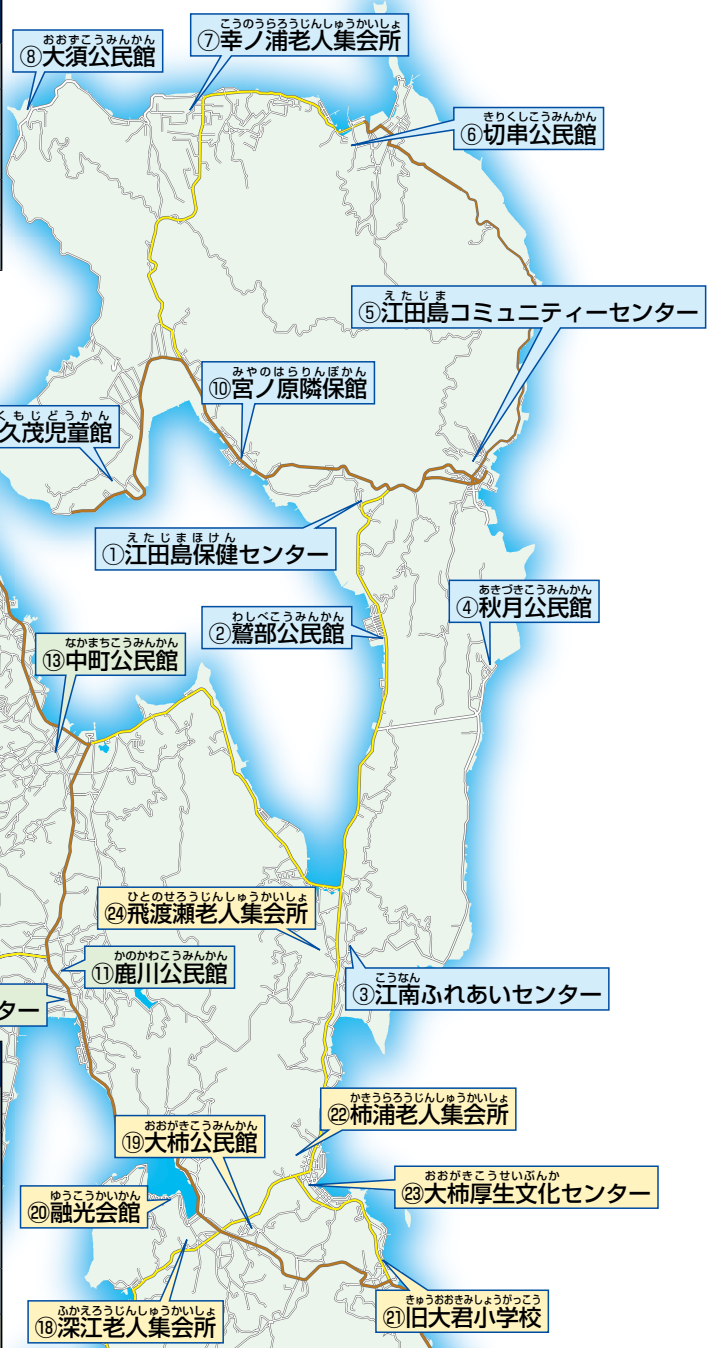 こうのうらろうじんしゅうかいしょ
⑦幸ノ浦老人集会所
おおずこうみんかん
⑧大須公民館
きりくしこうみんかん
⑥切串公民館
えたじま
⑤江田島コミュニティーセンター
みやのはらりんぽかん
⑩宮ノ原隣保館
くもじどうかん
久茂児童館
えたじまほけん
①江田島保健センター
あきづきこうみんかん
④秋月公民館
わしべこうみんかん
②鷲部公民館
なかまちこうみんかん
⑬中町公民館
ひとのせろうじんしゅうかいしょ
㉔飛渡瀬老人集会所
かのかわこうみんかん
⑪鹿川公民館
こうなん
③江南ふれあいセンター
ター
かきうらろうじんしゅうかいしょ
㉒柿浦老人集会所
おおがきこうみんかん
⑲大柿公民館
おおがきこうせいぶんか
㉓大柿厚生文化センター
ゆうこうかいかん
⑳融光会館
きゅうおおきみしょうがっこう
㉑旧大君小学校
ふかえろうじんしゅうかいしょ
⑱深江老人集会所